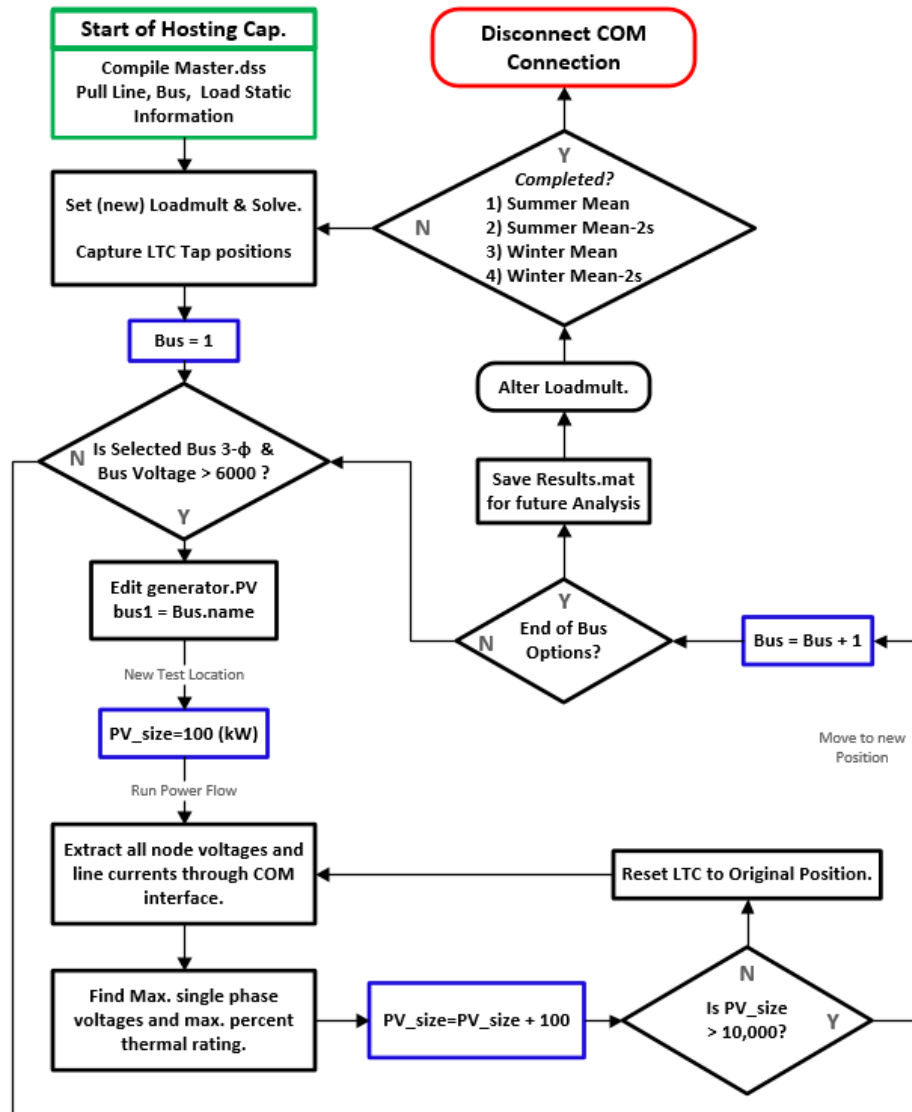 Start of Hosting Cap.
Compile Master.dss
Pull Line, Bus, Load Static
Information
Set (new) Loadmult & Solve.
Capture LTC Tap positions
Bus = 1
N
Is Selected Bus 3-ϕ &
Bus Voltage > 6000 ?
Y
Edit generator.PV
bus1 = Bus.name
New Test Location
PV_size=100 (kW)
Run Power Flow
Extract all node voltages and
line currents through COM
interface.
Find Max. single phase
voltages and max. percent
thermal rating.
PV_size=PV_size + 100
Is PV_size
> 10,000?
N
Y
Reset LTC to Original Position.
Move to new
Position
Bus = Bus + 1
End of Bus
Options?
N
Y
Save Results.mat
for future Analysis
Alter Loadmult.
Completed?
1) Summer Mean
2) Summer Mean-2s
3) Winter Mean
4) Winter Mean-2s
N
Y
Disconnect COM
Connection